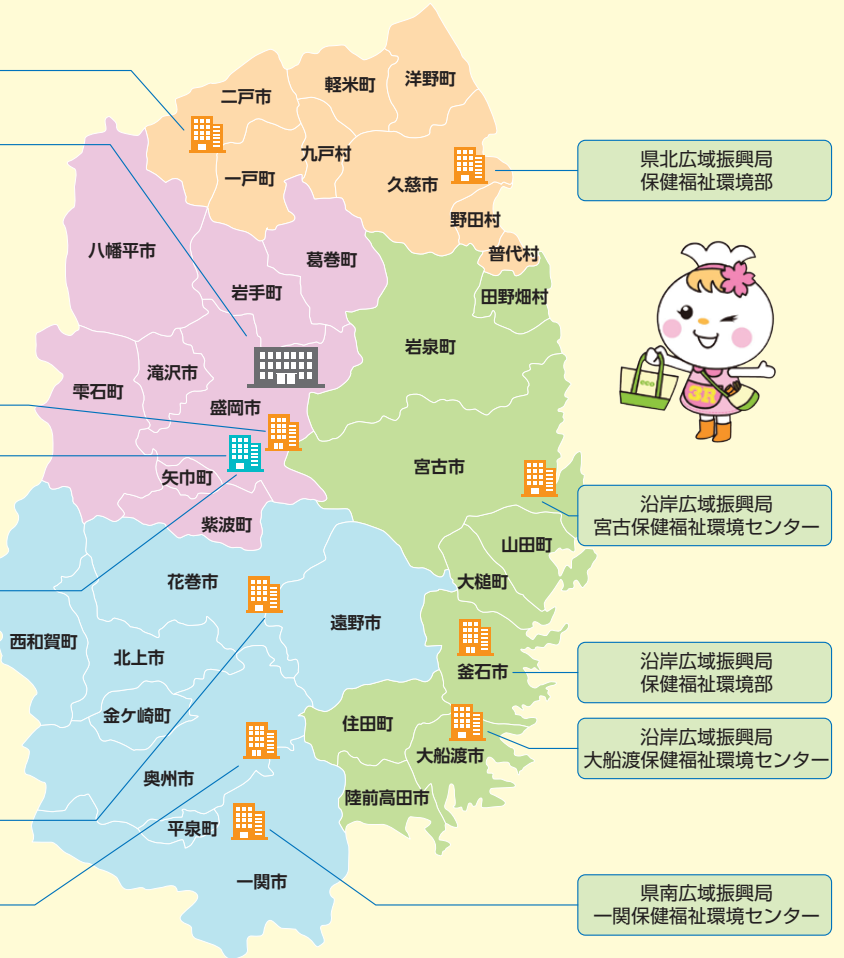 洋野町
軽米町
二戸市
九戸村
一戸町
久慈市
県北広域振興局
保健福祉環境部
野田村
普代村
八幡平市
葛巻町
岩手町
田野畑村
岩泉町
滝沢市
雫石町
盛岡市
eco
3R
宮古市
矢巾町
紫波町
沿岸広域振興局
宮古保健福祉環境センター
山田町
大槌町
花巻市
遠野市
西和賀町
北上市
釜石市
沿岸広域振興局
保健福祉環境部
金ケ崎町
住田町
大船渡市
沿岸広域振興局
大船渡保健福祉環境センター
奥州市
陸前高田市
平泉町
一関市
県南広域振興局
一関保健福祉環境センター